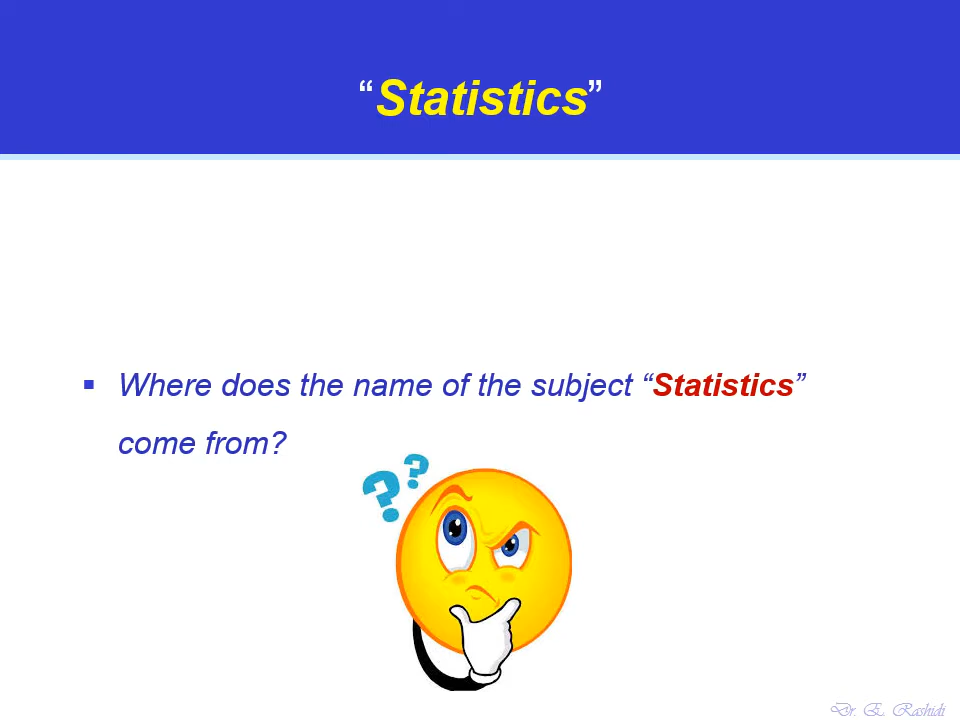 “Statistics”
▪ Where does the name of the subject “Statistics”
come from?
? ?
Dr. E. Rashidi